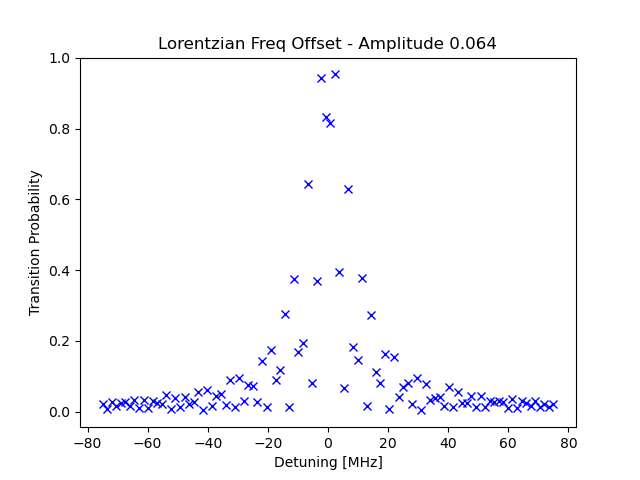 Lorentzian Freq Offset - Amplitude 0.064
Transition Probability
1.0
0.8
0.6
0.4
0.2
0.0
−80 −60 −40 −20 0 20 40 60 80
Detuning [MHz]